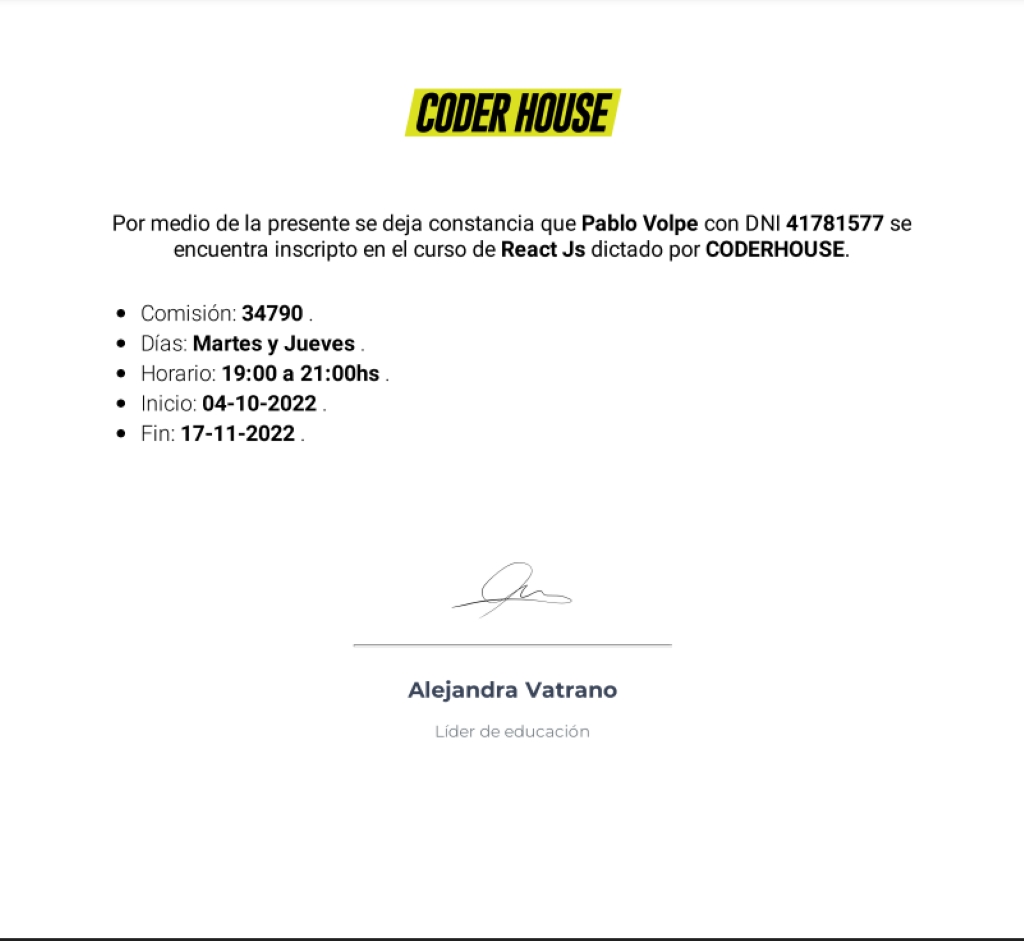 CODER HOUSE
Por medio de la presente se deja constancia que Pablo Volpe con DNI 41781577 se
encuentra inscripto en el curso de React Js dictado por CODERHOUSE.
• Comisión: 34790 .
• Días: Martes y Jueves .
• Horario: 19:00 a 21:00hs .
• Inicio: 04-10-2022 .
• Fin: 17-11-2022 .
Alejandra Vatrano
Líder de educación